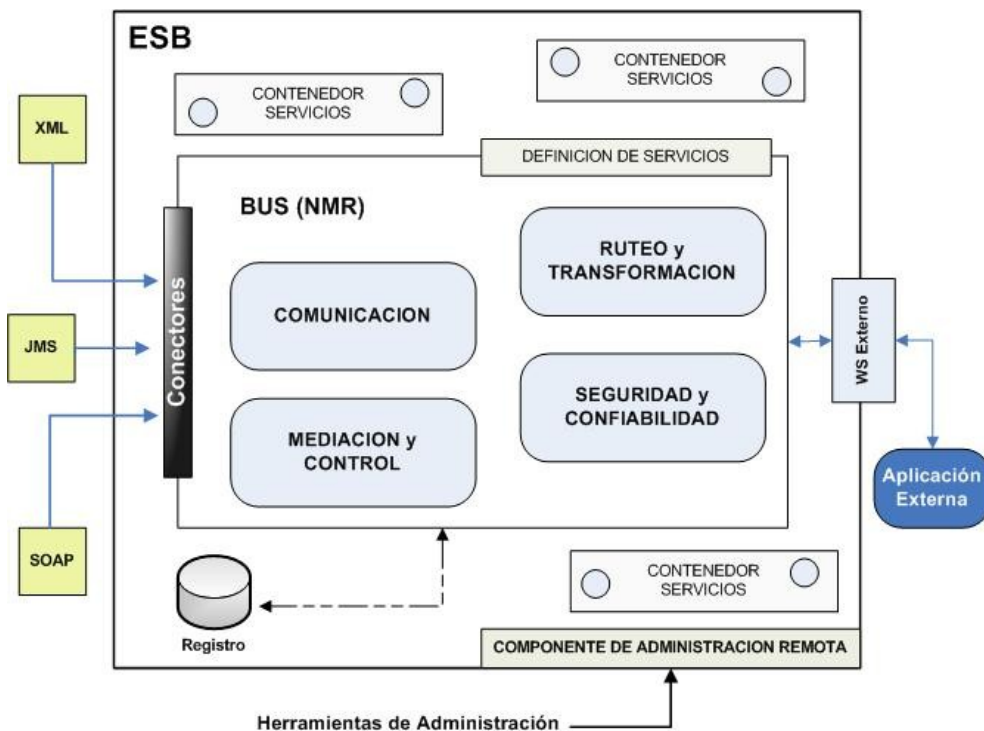 ESB
CONTENEDOR
SERVICIOS
CONTENEDOR
SERVICIOS
XML
DEFINICION DE SERVICIOS
BUS (NMR)
RUTEO y
TRANSFORMACION
Conectores
COMUNICACION
WS Externo
JMS
SEGURIDAD y
CONFIABILIDAD
MEDIACION y
CONTROL
Aplicación
Externa
SOAP
CONTENEDOR
SERVICIOS
Registro
COMPONENTE DE ADMINISTRACION REMOTA
Herramientas de Administración